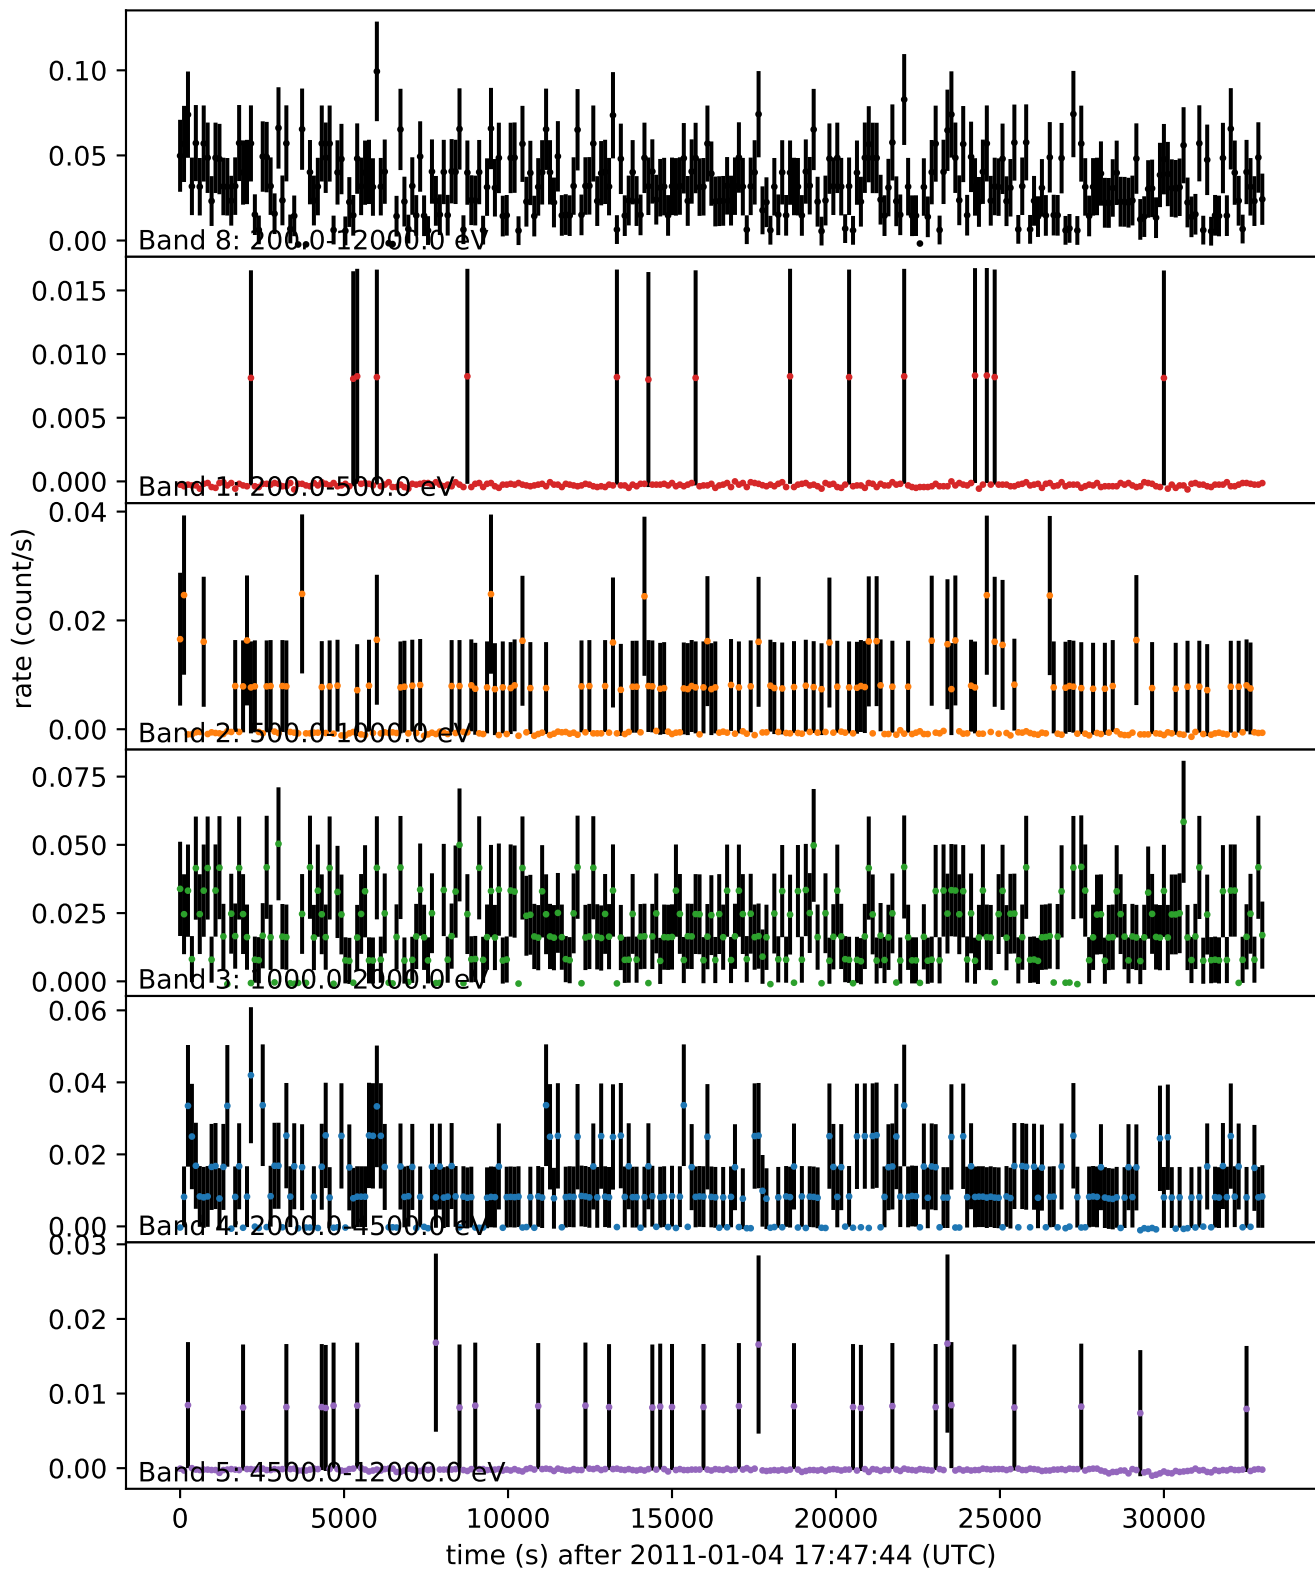 0.10
0.05
0.00
Band 8: 200.0-12000.0 eV
0.015
0.010
0.005
0.000
Band 1: 200.0-500.0 eV
rate (count/s)
0.04
0.02
0.00
Band 2: 500.0-1000.0 eV
0.075
0.050
0.025
0.000
Band 3: 1000.0-2000.0 eV
0.06
0.04
0.02
0.00
Band 4: 2000.0-4500.0 eV
0.03
0.02
0.01
0.00
Band 5: 4500.0-12000.0 eV
0 5000 10000 15000 20000 25000 30000
time (s) after 2011-01-04 17:47:44 (UTC)